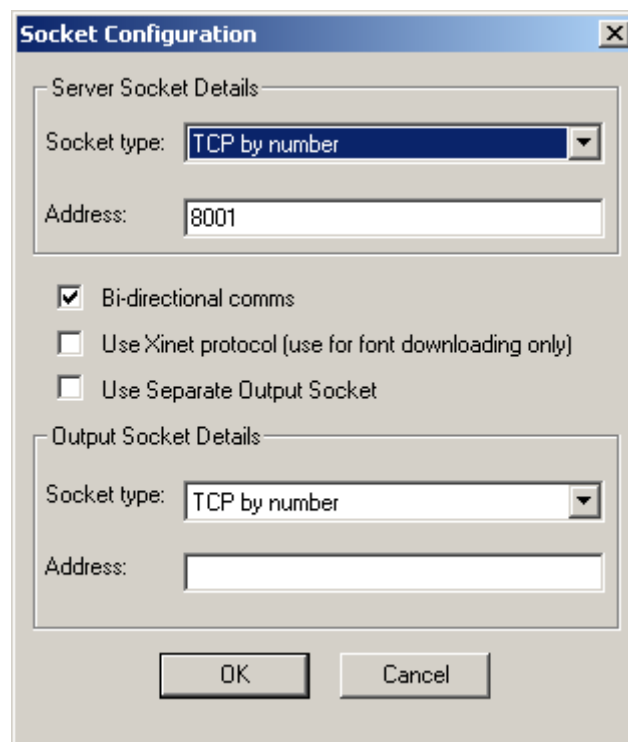 Socket Configuration
Server Socket Details
Socket type: TCP by number
Address: 8001
Bi-directional comms
Use Xinet protocol (use for font downloading only)
Use Separate Output Socket
Output Socket Details
Socket type: TCP by number
Address:
OK Cancel